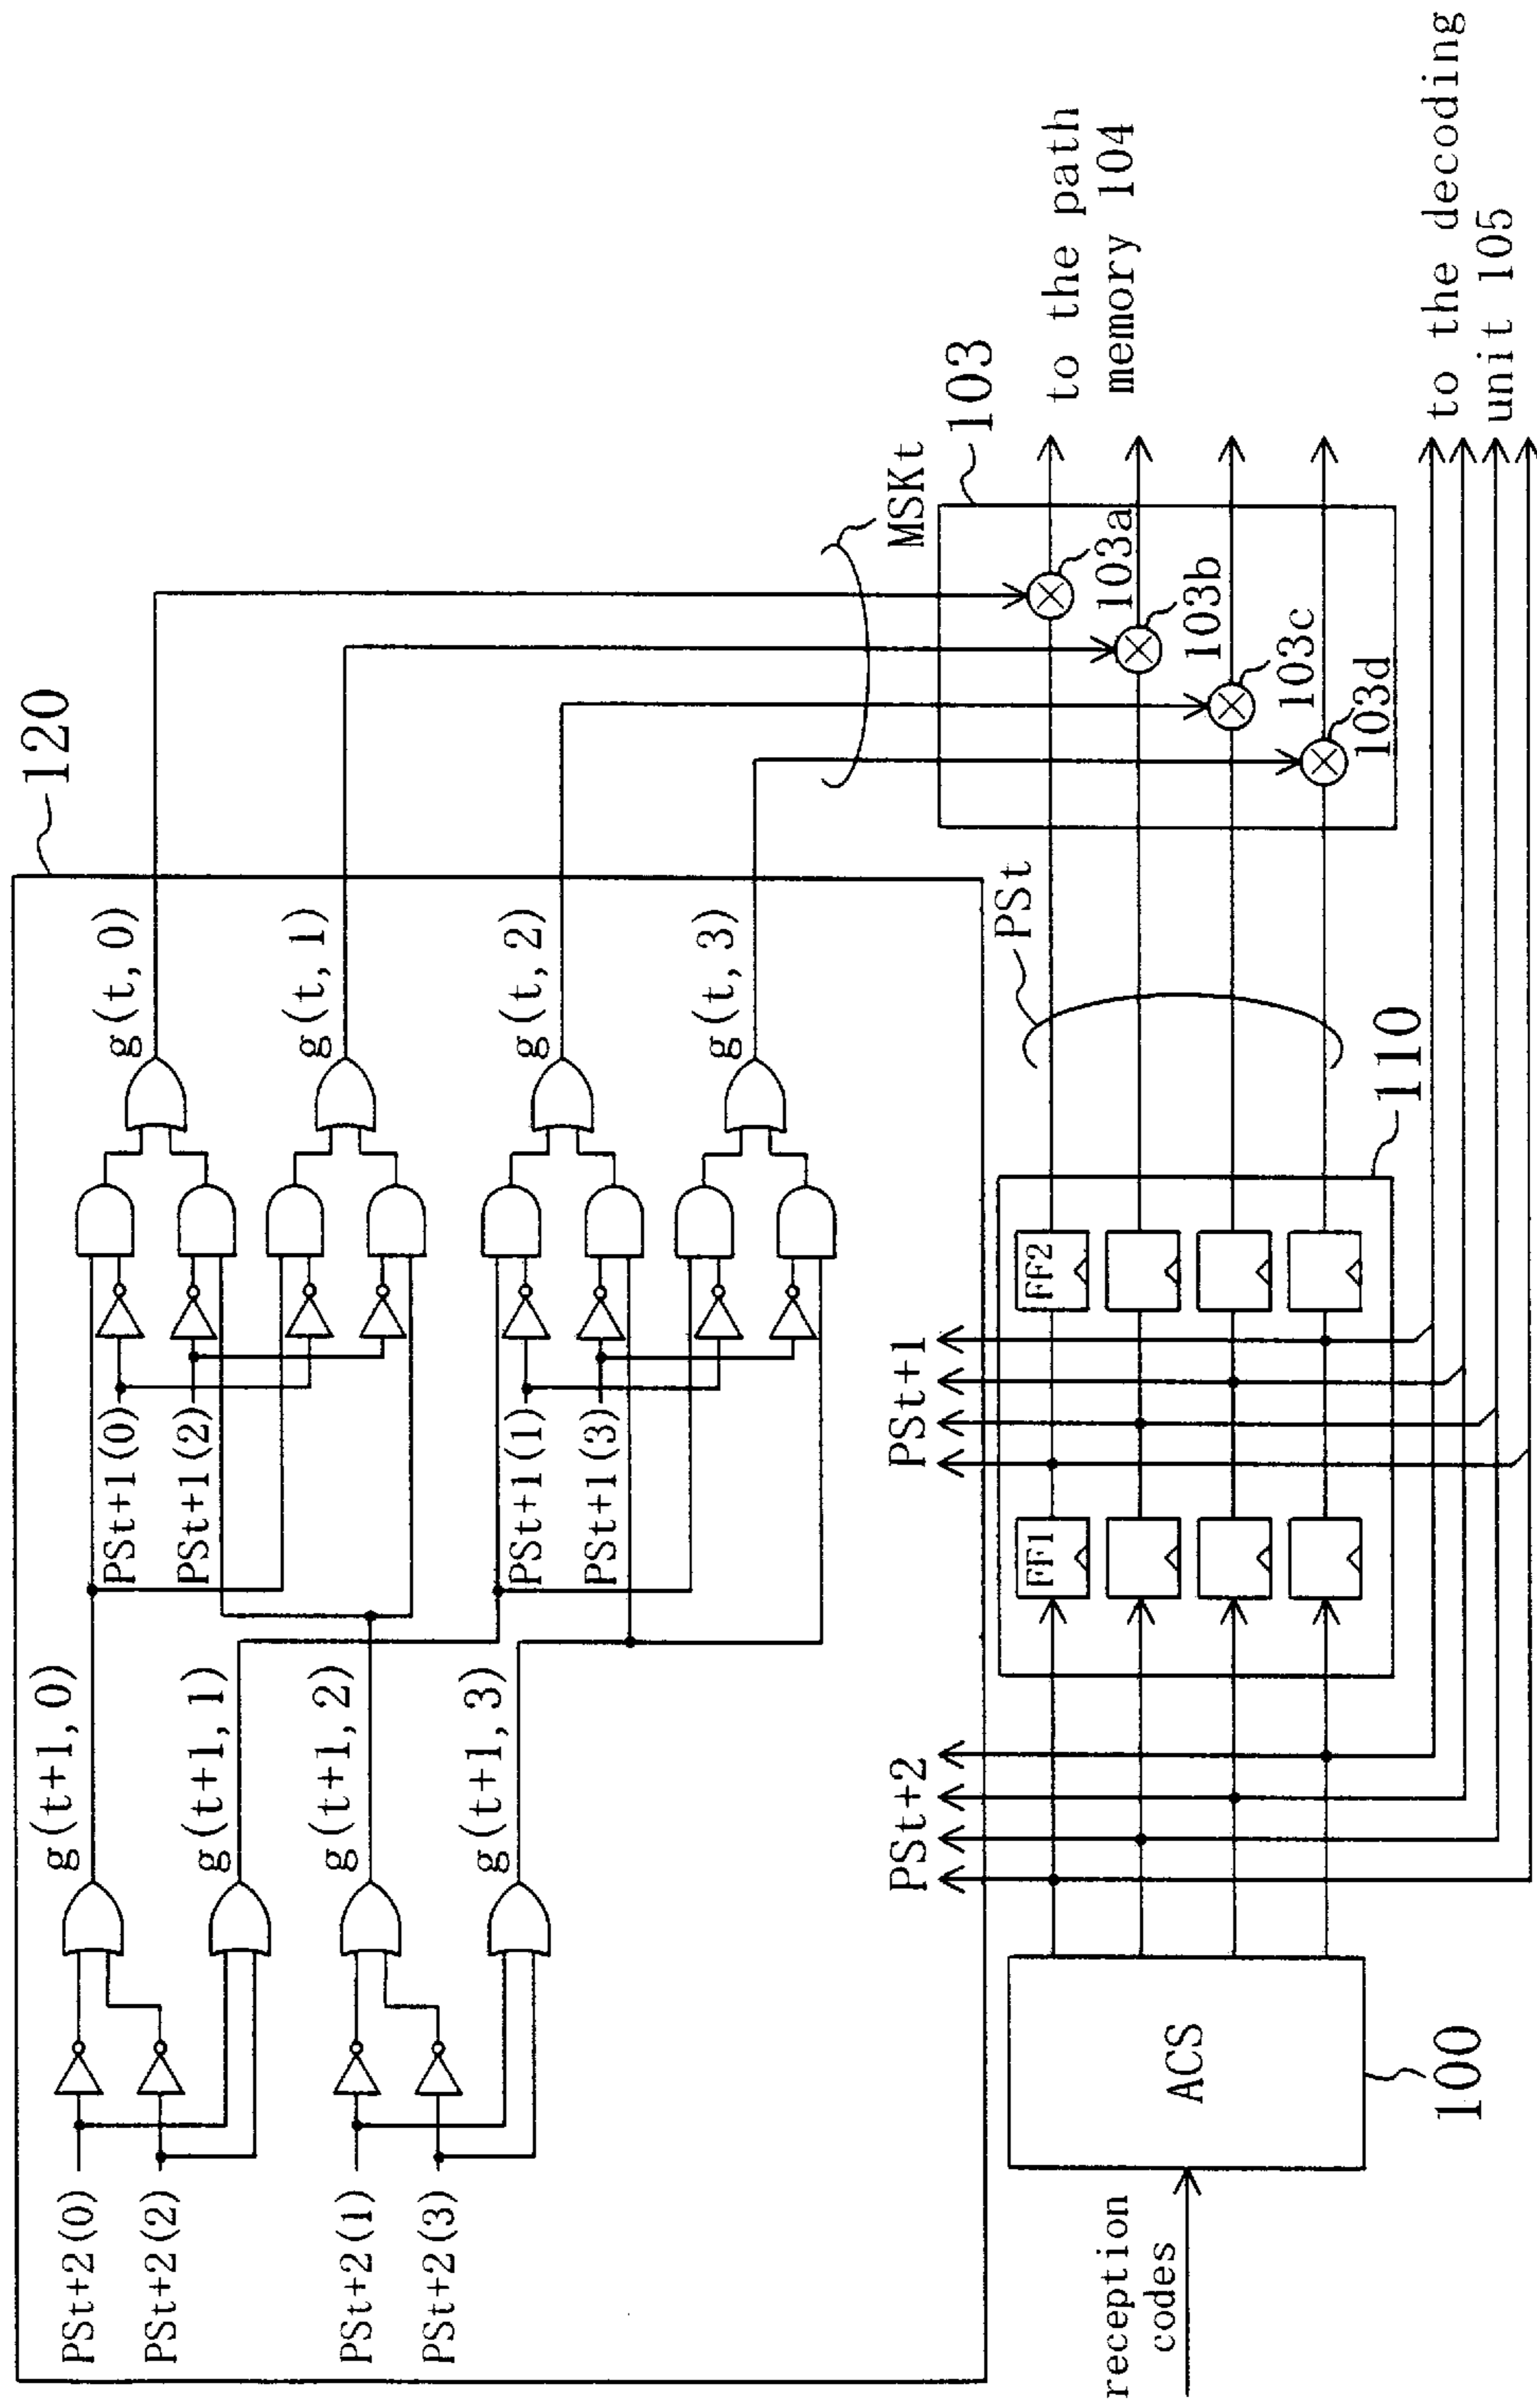 120
PSt+2(0)
PSt+2(2)
PSt+2(1)
PSt+2(3)
g(t+1,0)
g(t+1,1)
g(t+1,2)
g(t+1,3)
PSt+1(0)
PSt+1(2)
PSt+1(1)
PSt+1(3)
g(t,0)
g(t,1)
g(t,2)
g(t,3)
MSKt
103
103a
103b
103c
103d
to the path
memory 104
PSt+2
PSt+1
PSt
110
FF1
FF2
reception
codes
ACS
100
to the decoding
unit 105